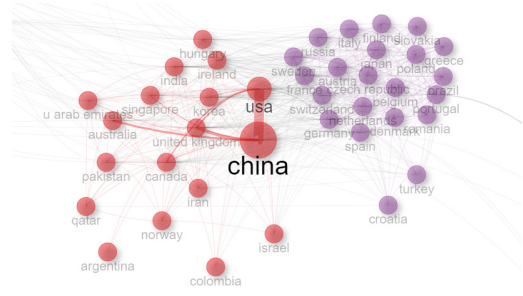 hungary
italy
finland
slovakia
russia
ireland
japan
greece
india
sweden
austria
poland
france
czech republic
brazil
u arab emirates
singapore
korea
usa
switzerland
belgium
portugal
australia
netherlands
romania
united kingdom
germany
denmark
spain
china
pakistan
canada
turkey
iran
qatar
croatia
norway
israel
argentina
colombia